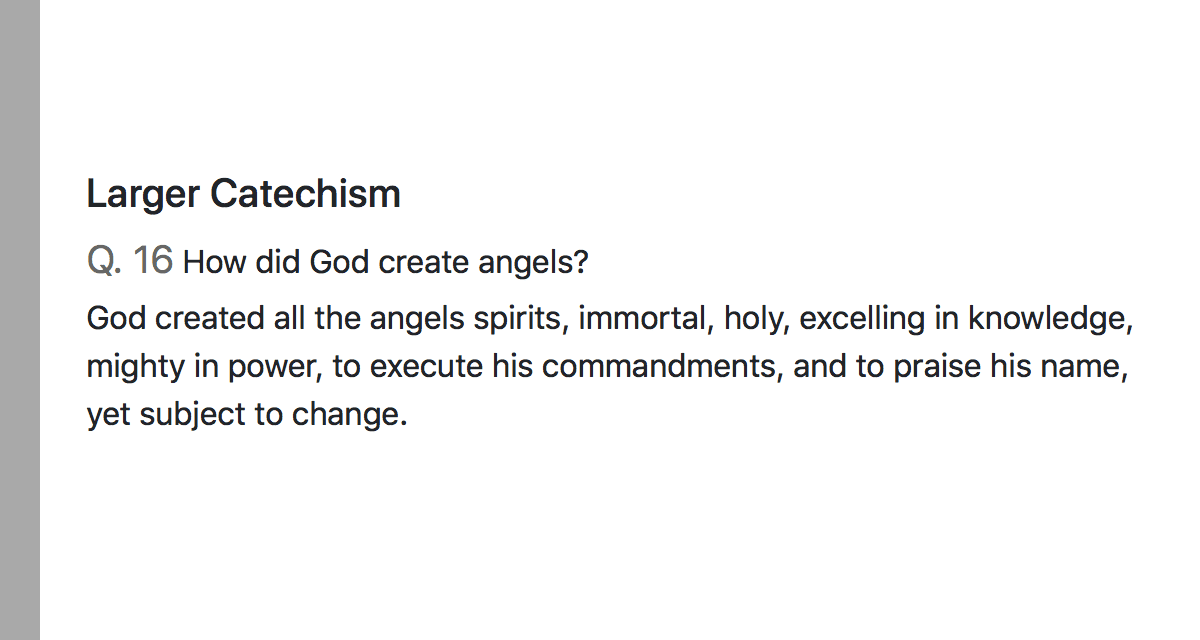 Larger Catechism
Q. 16 How did God create angels?
God created all the angels spirits, immortal, holy, excelling in knowledge,
mighty in power, to execute his commandments, and to praise his name,
yet subject to change.